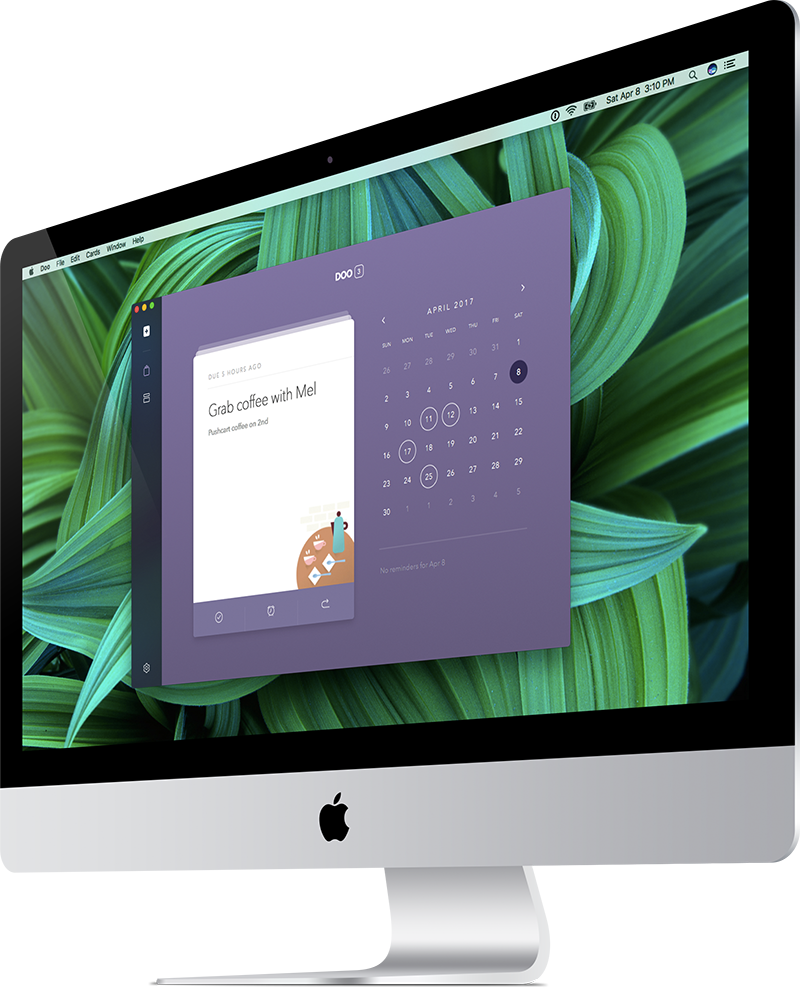 Doo File Edit Cards Window Help
Sat Apr 8 3:10 PM
DOO 3
DUE 5 HOURS AGO
Grab coffee with Mel
Pushcart coffee on 2nd
APRIL 2017
SUN MON TUE WED THU FRI SAT
26 27 28 29 30 31 1
2 3 4 5 6 7 8
9 10 11 12 13 14 15
16 17 18 19 20 21 22
23 24 25 26 27 28 29
30 1 1 2 3 4 5
No reminders for Apr 8